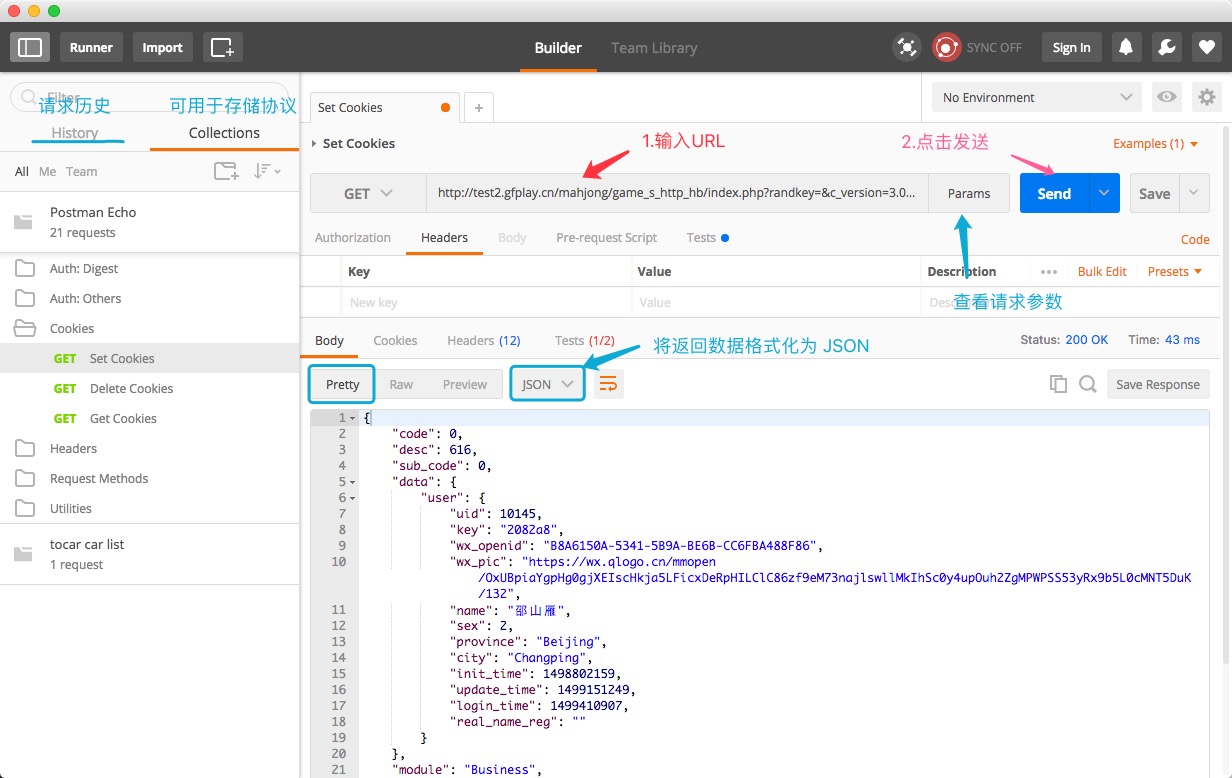 Runner
Import
Builder
Team Library
SYNC OFF
Sign In
Filter
请求历史
可用于存储协议
History
Collections
All Me Team
Postman Echo
21 requests
Auth: Digest
Auth: Others
Cookies
GET Set Cookies
GET Delete Cookies
GET Get Cookies
Headers
Request Methods
Utilities
tocar car list
1 request
Set Cookies
+
No Environment
Set Cookies
1.输入URL
2.点击发送
Examples (1)
GET
http://test2.gfplay.cn/mahjong/game_s_http_hb/index.php?randkey=&c_version=3.0...
Params
Send
Save
Authorization Headers Body Pre-request Script Tests
Code
Key Value Description
Bulk Edit Presets
New key Value
查看请求参数
Body Cookies Headers (12) Tests (1/2)
Status: 200 OK Time: 43 ms
将返回数据格式化为 JSON
Pretty Raw Preview JSON
Save Response
1 {
2 "code": 0,
3 "desc": 616,
4 "sub_code": 0,
5 "data": {
6 "user": {
7 "uid": 10145,
8 "key": "2082a8",
9 "wx_openid": "B8A6150A-5341-5B9A-BE6B-CC6FBA488F86",
10 "wx_pic": "https://wx.qlogo.cn/mmopen
/OxUBpiaYgpHg0gjXEIscHkja5LFicxDeRpHILClC86zf9eM73najlswllMkIhSc0y4upOuh2ZgMPWPSS53yRx9b5L0cMNT5DuK
/132",
11 "name": "邵山雁",
12 "sex": 2,
13 "province": "Beijing",
14 "city": "Changping",
15 "init_time": 1498802159,
16 "update_time": 1499151249,
17 "login_time": 1499410907,
18 "real_name_reg": ""
19 }
20 },
21 "module": "Business",